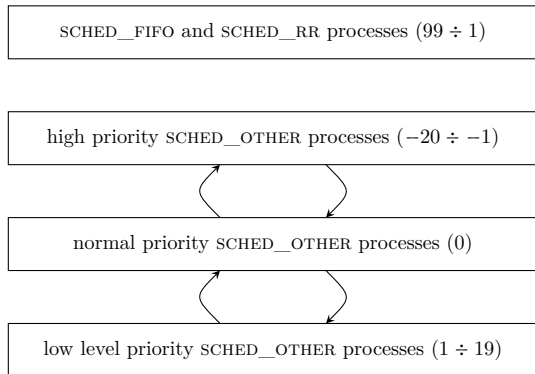 SCHED_FIFO and SCHED_RR processes (99 ÷ 1)
high priority SCHED_OTHER processes (−20 ÷ −1)
normal priority SCHED_OTHER processes (0)
low level priority SCHED_OTHER processes (1 ÷ 19)